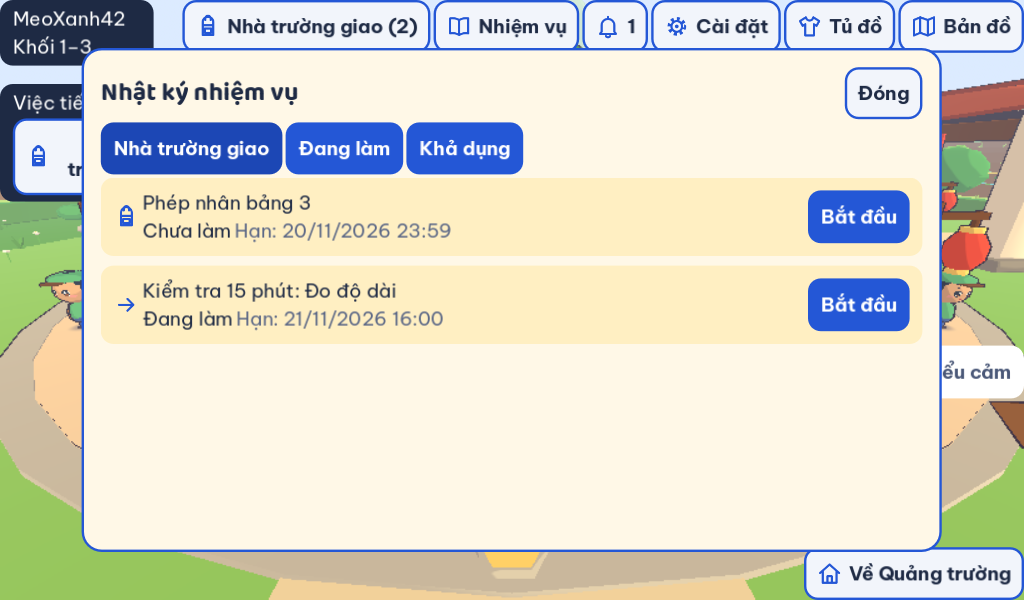 MeoXanh42
Khối 1–3
Nhà trường giao (2)
Nhiệm vụ
1
Cài đặt
Tủ đồ
Bản đồ
Việc
Nhật ký nhiệm vụ
Đóng
Nhà trường giao
Đang làm
Khả dụng
Phép nhân bảng 3
Chưa làm Hạn: 20/11/2026 23:59
Bắt đầu
Kiểm tra 15 phút: Đo độ dài
Đang làm Hạn: 21/11/2026 16:00
Bắt đầu
cảm
Về Quảng trường